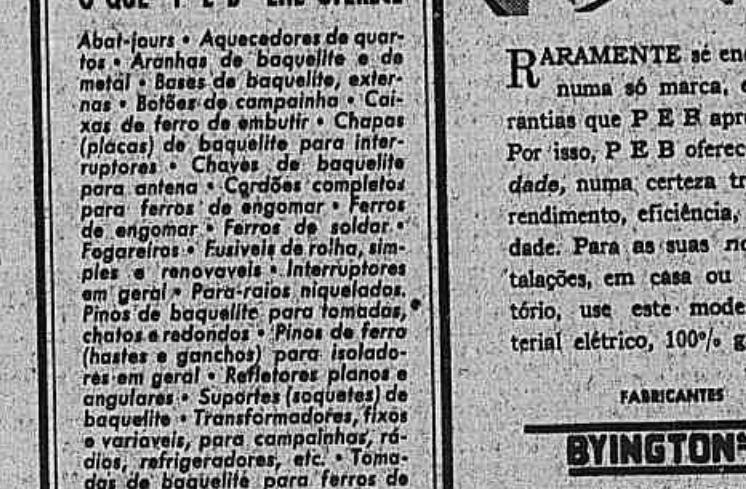 O QUE P E B LHE OFERECE
Abat-jours • Aquecedores de quar-
tos • Aranhas de baquelite e de
metal • Bases de baquelite, exter-
nas • Botões de campainha • Cai-
xas de ferro de embutir • Chapas
(placas) de baquelite para inter-
ruptores • Chaves de baquelite
para antena • Cordões completos
para ferros de engomar • Ferros
de engomar • Ferros de soldar •
Fogareiros • Fusiveis de rolha, sim-
ples e renovaveis • Interruptores
em geral • Para-raios niquelados.
Pinos de baquelite para tomadas,
chatos e redondos • Pinos de ferro
(hastes e ganchos) para isolado-
res em geral • Refletores planos e
angulares • Suportes (soquetes) de
baquelite • Transformadores, fixos
e variaveis, para campainhas, rá-
dios, refrigeradores, etc. • Toma-
das de baquelite para ferros de
RARAMENTE sé en
numa só marca,
rantias que P E B apr
Por isso, P E B oferec
dade, numa certeza tr
rendimento, eficiência,
dade. Para as suas no
talações, em casa ou
tório, use este mode
terial elétrico, 100% g
FABRICANTES
BYINGTON